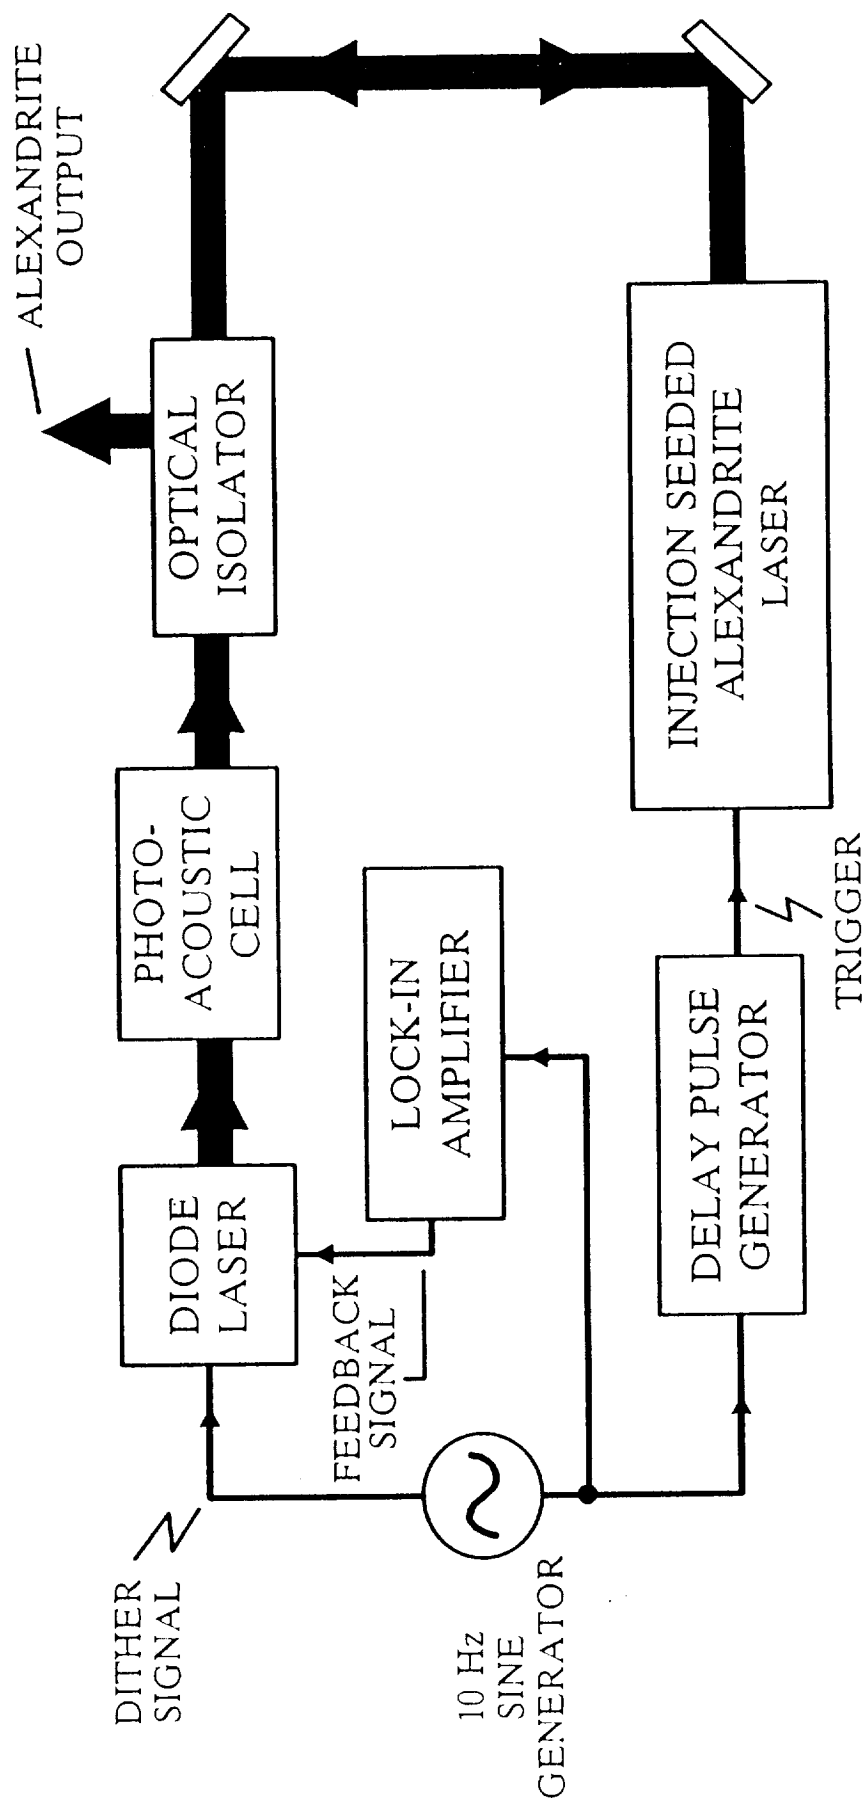 ALEXANDRITE
OUTPUT
DITHER
SIGNAL
DIODE
LASER
PHOTO-
ACOUSTIC
CELL
OPTICAL
ISOLATOR
FEEDBACK
SIGNAL
LOCK-IN
AMPLIFIER
10 Hz
SINE
GENERATOR
DELAY PULSE
GENERATOR
TRIGGER
INJECTION SEEDED
ALEXANDRITE
LASER